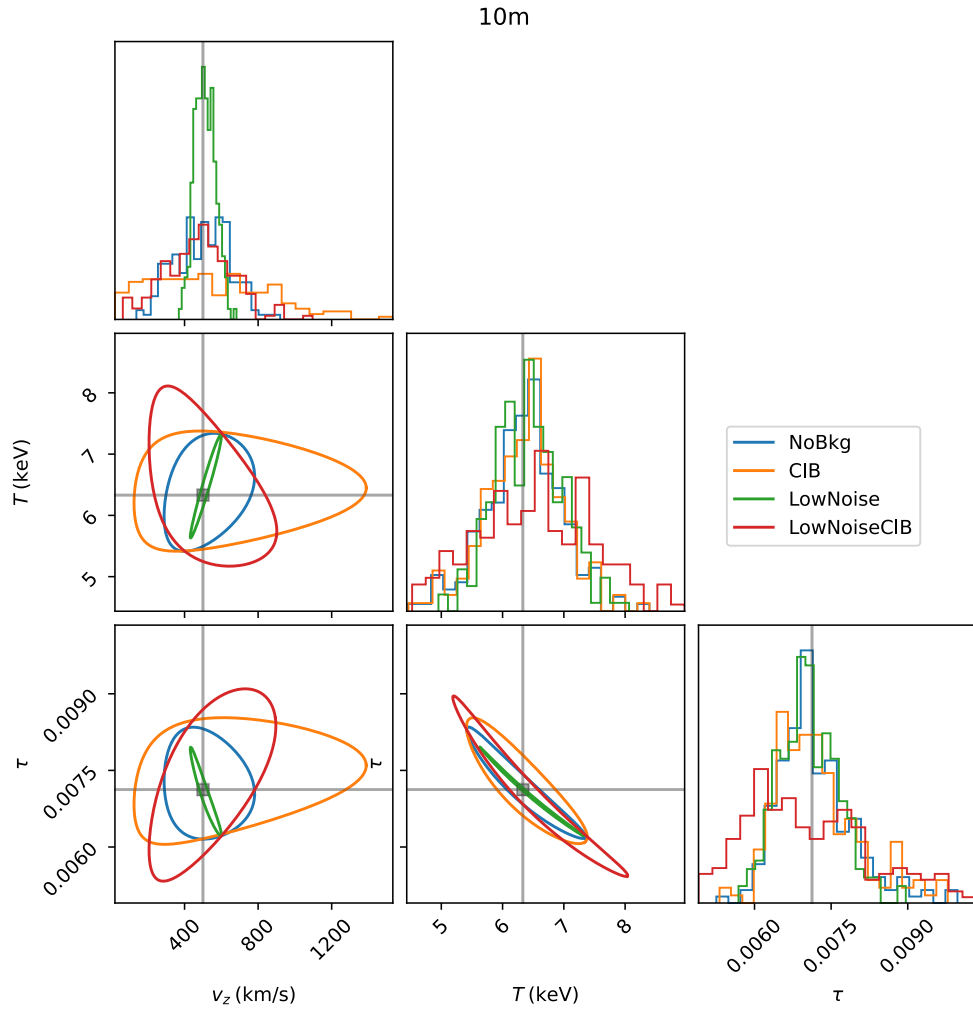 10m
8
7
6
5
T (keV)
NoBkg
CIB
LowNoise
LowNoiseCIB
0.0090
0.0075
0.0060
τ
τ
400
800
1200
v_z (km/s)
5
6
7
8
T (keV)
0.0060
0.0075
0.0090
τ